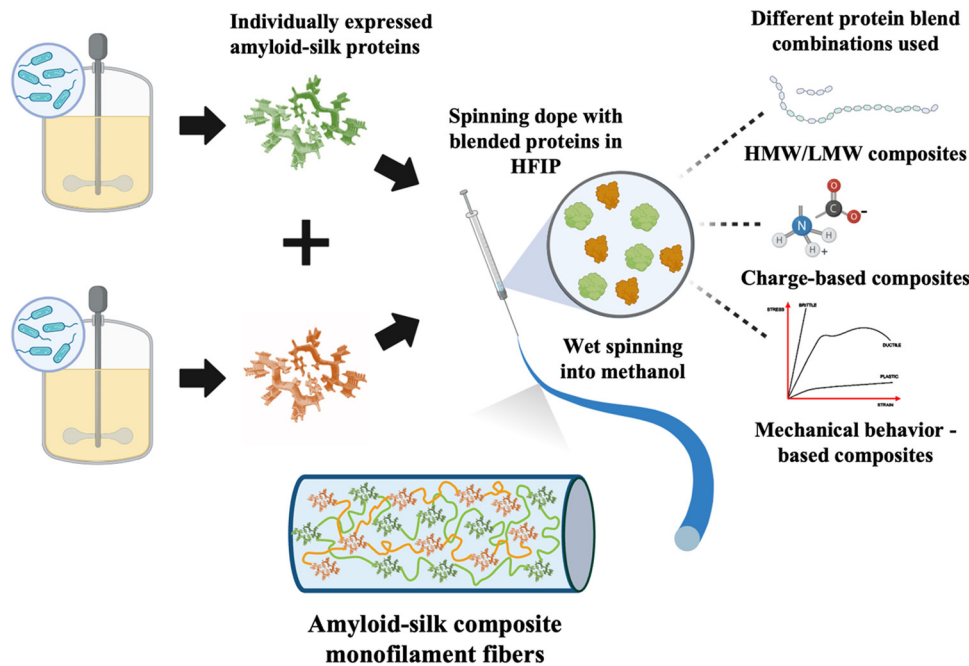 Individually expressed
amyloid-silk proteins
Spinning dope with
blended proteins in
HFIP
Different protein blend
combinations used
HMW/LMW composites
O
C
O
-
N
H
H
H
+
Charge-based composites
STRESS
BRITTLE
DUCTILE
PLASTIC
STRAIN
Mechanical behavior -
based composites
Wet spinning
into methanol
Amyloid-silk composite
monofilament fibers